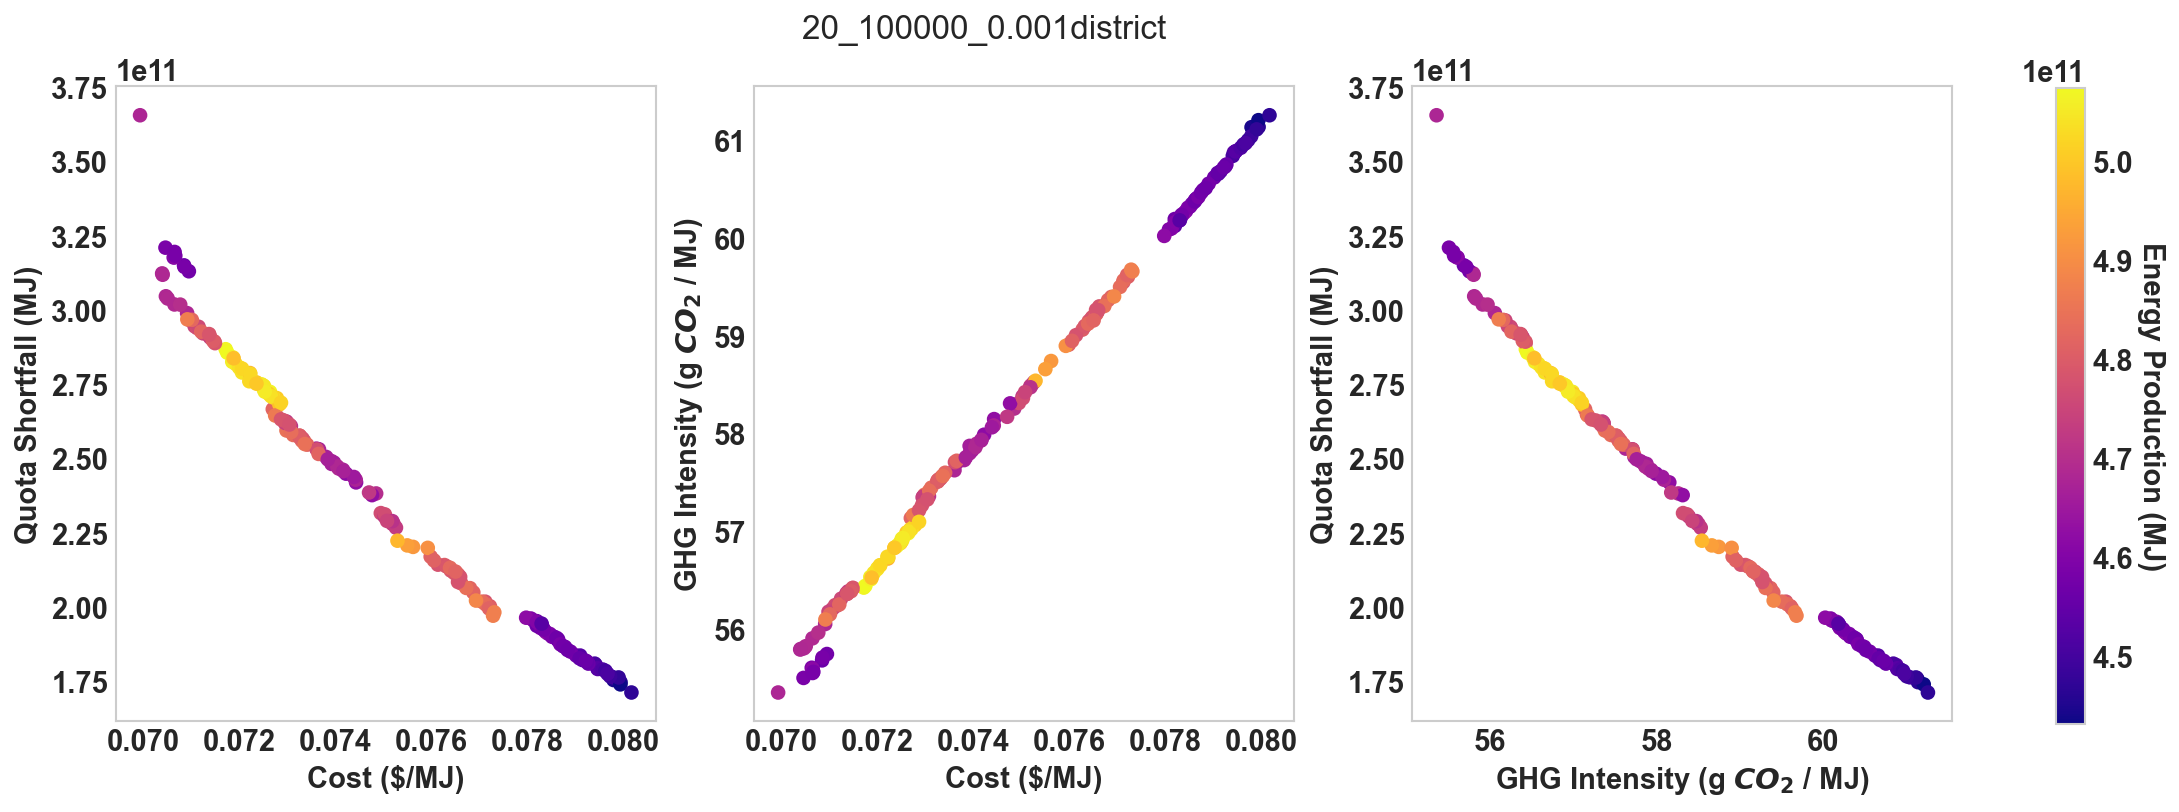 20_100000_0.001district
1e11
3.75
3.50
3.25
3.00
2.75
2.50
2.25
2.00
1.75
Quota Shortfall (MJ)
0.070 0.072 0.074 0.076 0.078 0.080
Cost ($/MJ)
61
60
59
58
57
56
GHG Intensity (g CO₂ / MJ)
0.070 0.072 0.074 0.076 0.078 0.080
Cost ($/MJ)
1e11
3.75
3.50
3.25
3.00
2.75
2.50
2.25
2.00
1.75
Quota Shortfall (MJ)
56 58 60
GHG Intensity (g CO₂ / MJ)
1e11
5.0
4.9
4.8
4.7
4.6
4.5
Energy Production (MJ)